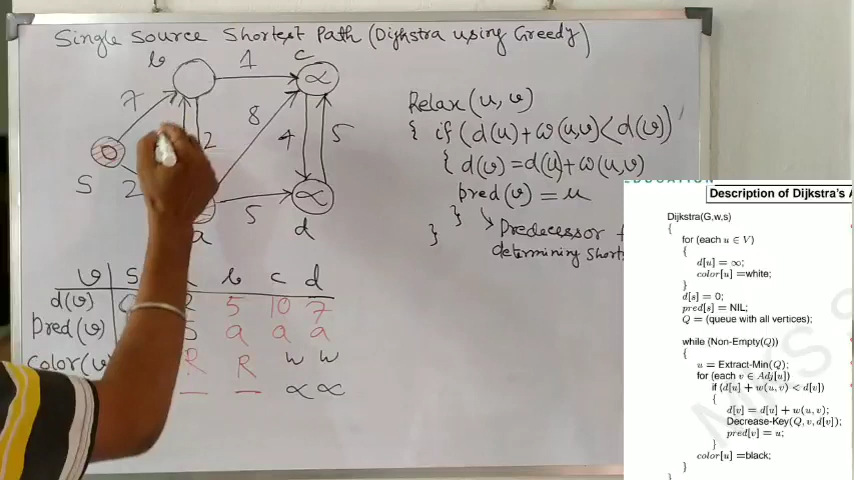 Single Source Shortest Path (Dijkstra using Greedy)
b
1
c
7
∝
8
2
4
5
0
S
2
5
∝
a
d
Relax(u, v)
{ if (d(u) + w(u,v) < d(v))
{ d(v) = d(u) + w(u,v)
pred(v) = u
}
}
↳ Predecessor
determining short
v S b c d
d(v) 5 10 7
Pred(v) S a a a
Color(v) R R W W
— — ∝ ∝
EDUCATION
Description of Dijkstra's
Dijkstra(G,w,s)
{
for (each u ∈ V)
{
d[u] = ∞;
color[u] =white;
}
d[s] = 0;
pred[s] = NIL;
Q = (queue with all vertices);
while (Non-Empty(Q))
{
u = Extract-Min(Q);
for (each v ∈ Adj[u])
if (d[u] + w(u, v) < d[v])
{
d[v] = d[u] + w(u, v);
Decrease-Key(Q, v, d[v]);
pred[v] = u;
}
color[u] =black;
}